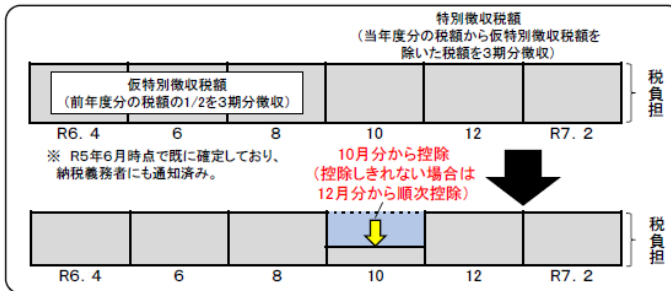 特別徴収税額
(当年度分の税額から仮特別徴収税額を
除いた税額を3期分徴収)
仮特別徴収税額
(前年度分の税額の1/2を3期分徴収)
税負担
R6. 4 6 8 10 12 R7. 2
※ R5年6月時点で既に確定しており、
納税義務者にも通知済み。
10月分から控除
(控除しきれない場合は
12月分から順次控除)
税負担
R6. 4 6 8 10 12 R7. 2